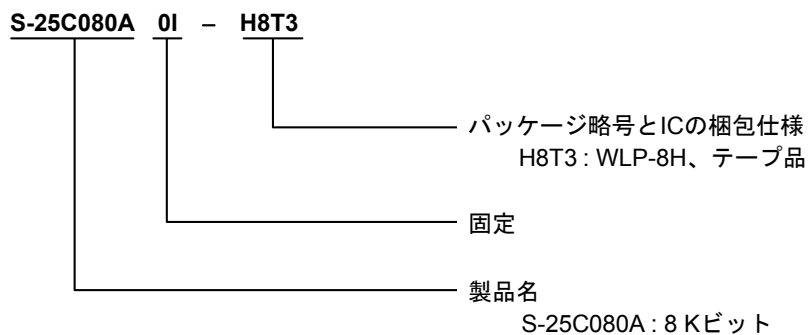 S-25C080A 0I – H8T3
パッケージ略号とICの梱包仕様
H8T3 : WLP-8H、テープ品
固定
製品名
S-25C080A : 8 Kビット